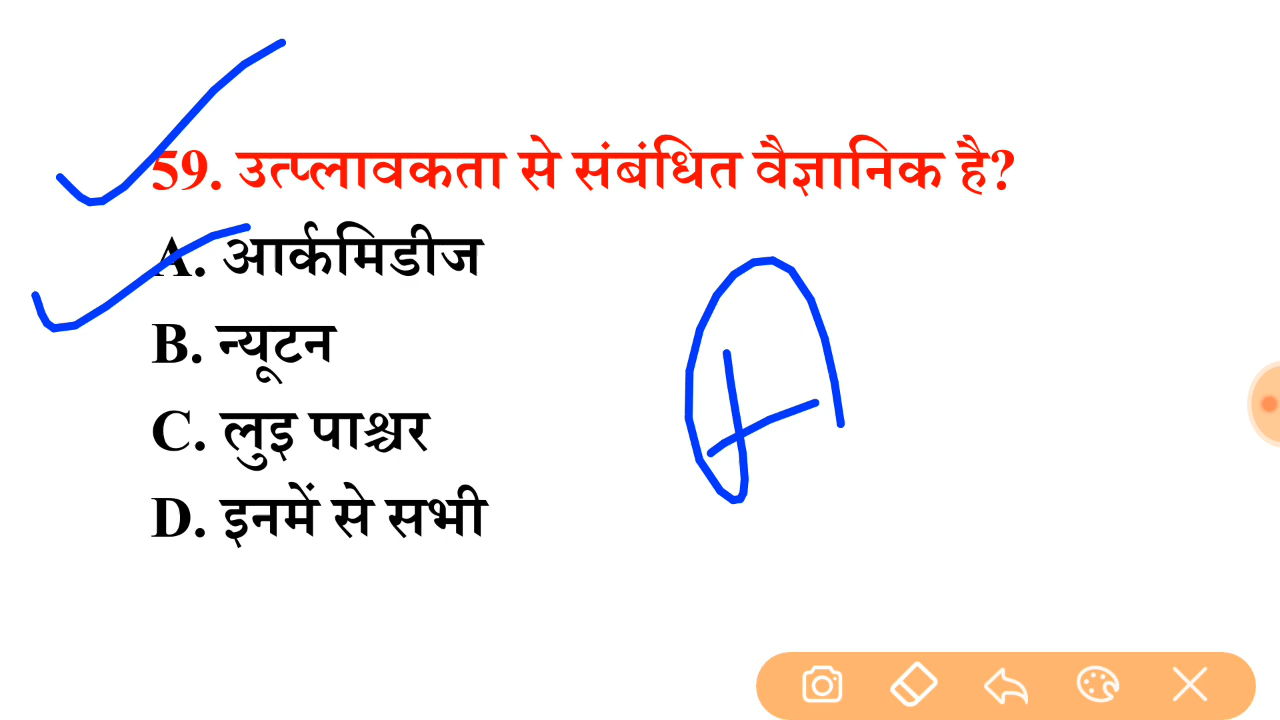 59. उत्प्लावकता से संबंधित वैज्ञानिक है?
A. आर्कमिडीज
B. न्यूटन
C. लुइ पाश्चर
D. इनमें से सभी
A